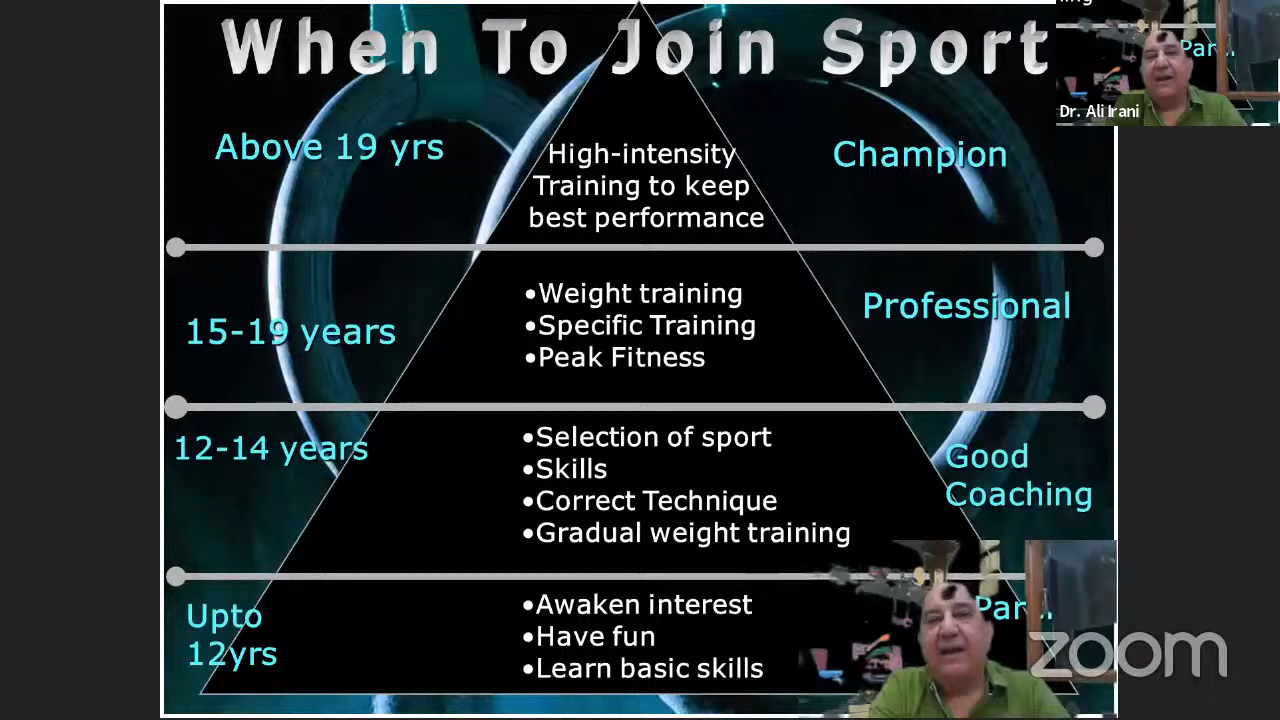 When To Join Sport
Dr. Ali Irani
Above 19 yrs
High-intensity
Training to keep
best performance
Champion
15-19 years
•Weight training
•Specific Training
•Peak Fitness
Professional
12-14 years
•Selection of sport
•Skills
•Correct Technique
•Gradual weight training
Good
Coaching
Upto
12yrs
•Awaken interest
•Have fun
•Learn basic skills
zoom